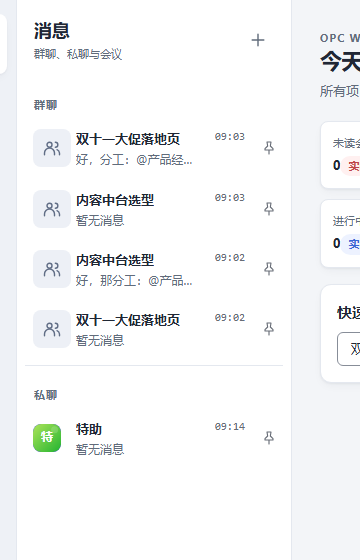 消息
群聊、私聊与会议
群聊
双十一大促落地页 09:03
好，分工：@产品经...
内容中台选型 09:03
暂无消息
内容中台选型 09:02
好，那分工：@产品...
双十一大促落地页 09:02
暂无消息
私聊
特 特助 09:14
暂无消息
OPC W
今天
所有项
未读会
0 实
进行中
0 实
快速
双